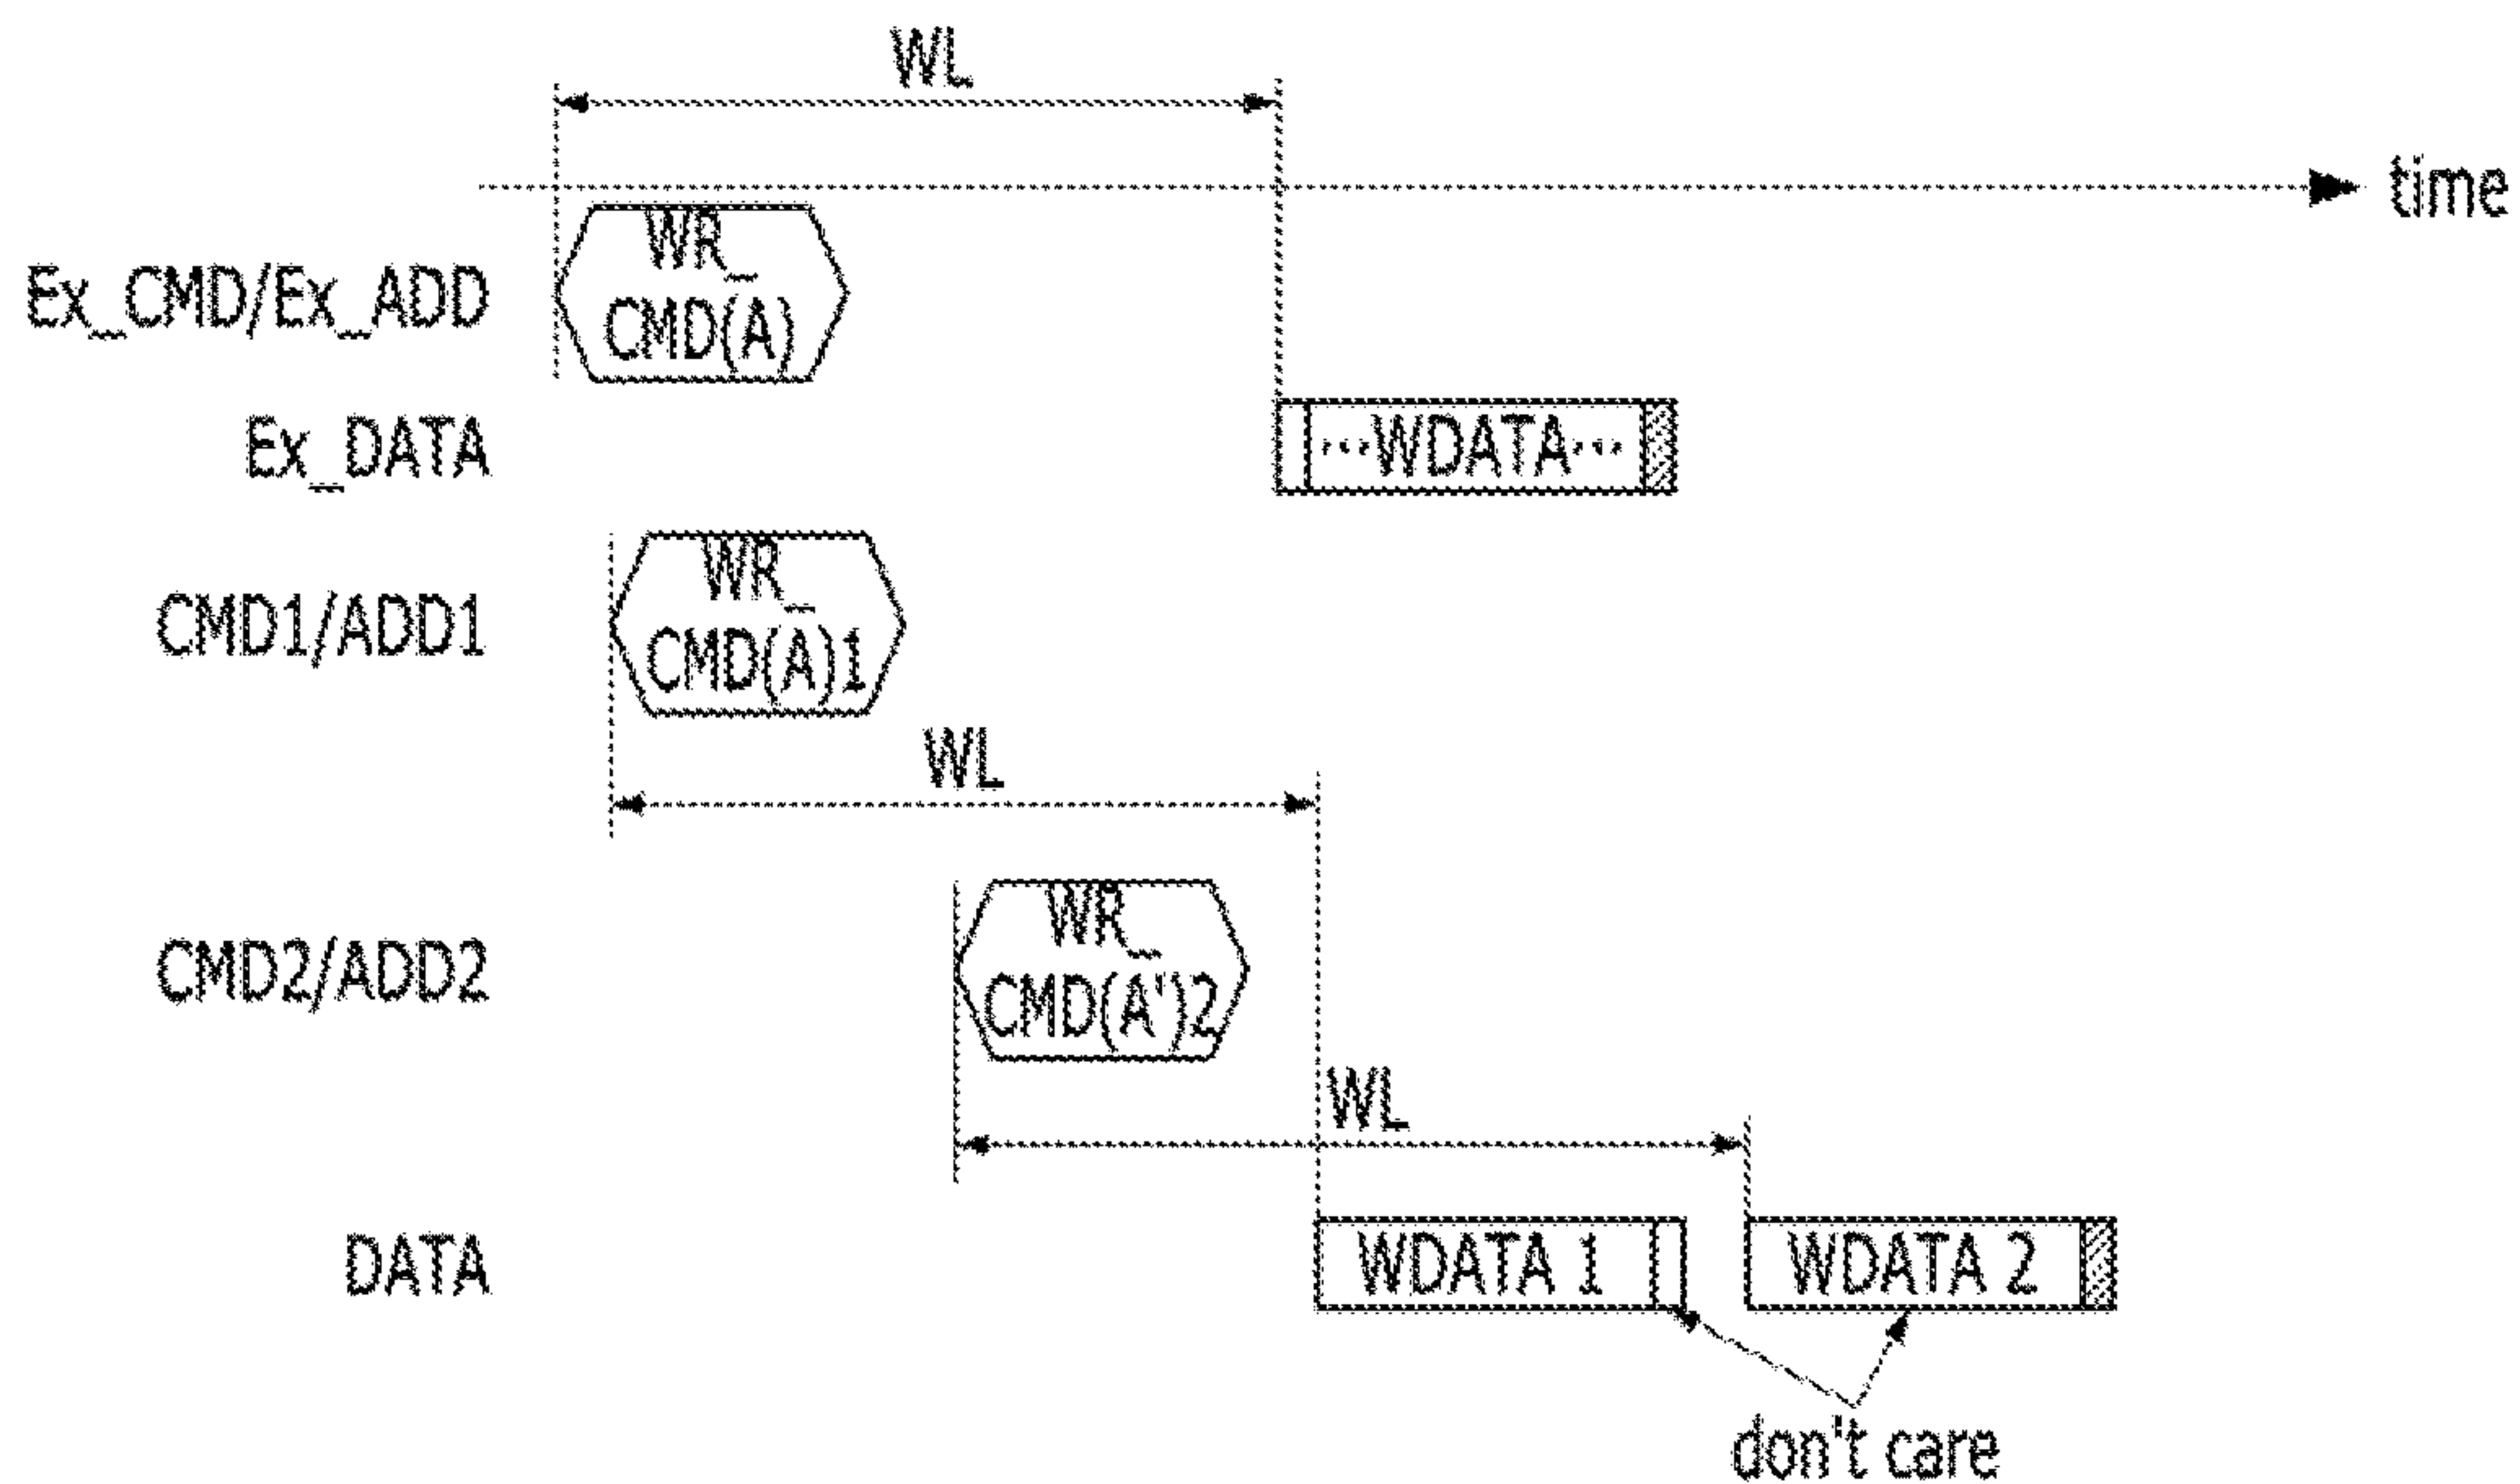 WL
time
WR_
Ex_CMD/Ex_ADD
CMD(A)
Ex_DATA
···WDATA···
WR_
CMD1/ADD1
CMD(A)1
WL
WR_
CMD2/ADD2
CMD(A')2
WL
DATA
WDATA 1
WDATA 2
don't care